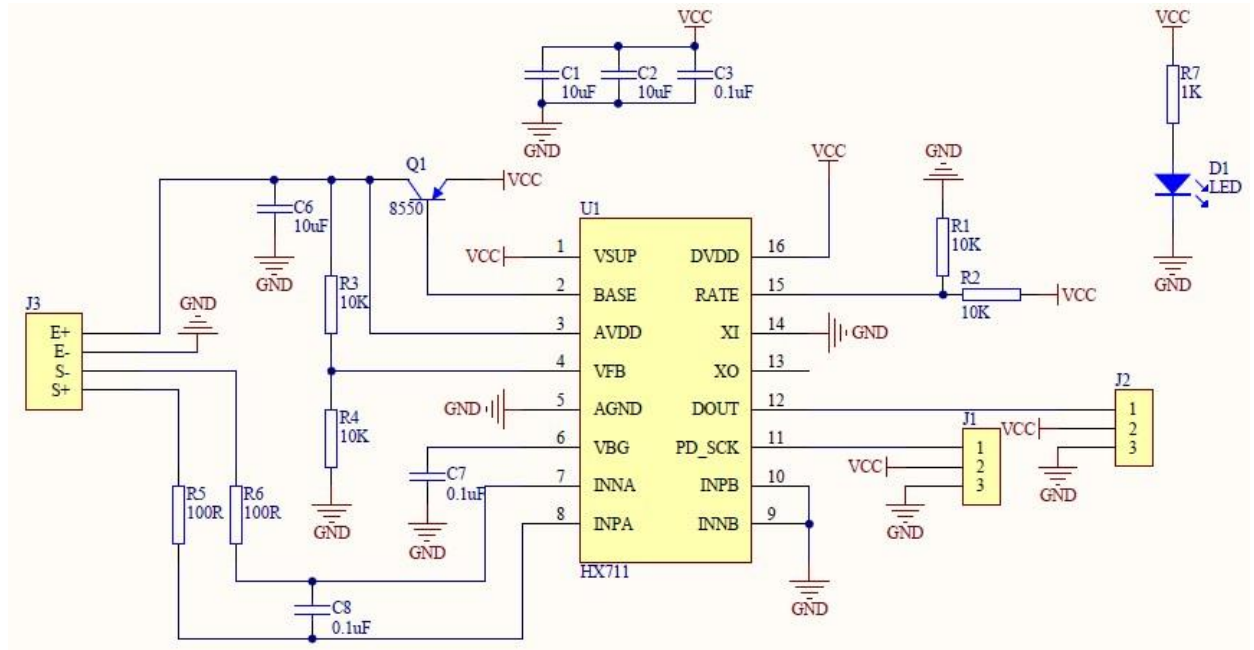 VCC
C1
10uF
C2
10uF
C3
0.1uF
GND
VCC
R7
1K
D1
LED
GND
Q1
8550
VCC
C6
10uF
GND
R3
10K
R4
10K
GND
J3
E+
E-
S-
S+
GND
R5
100R
R6
100R
C7
0.1uF
GND
C8
0.1uF
U1
VCC 1 VSUP DVDD 16 VCC
2 BASE RATE 15
3 AVDD XI 14 GND
4 VFB XO 13
GND 5 AGND DOUT 12
6 VBG PD_SCK 11
7 INNA INPB 10
8 INPA INNB 9
HX711
GND
GND
R1
10K
R2
10K
VCC
J1
1
VCC 2
3
GND
J2
1
VCC 2
3
GND